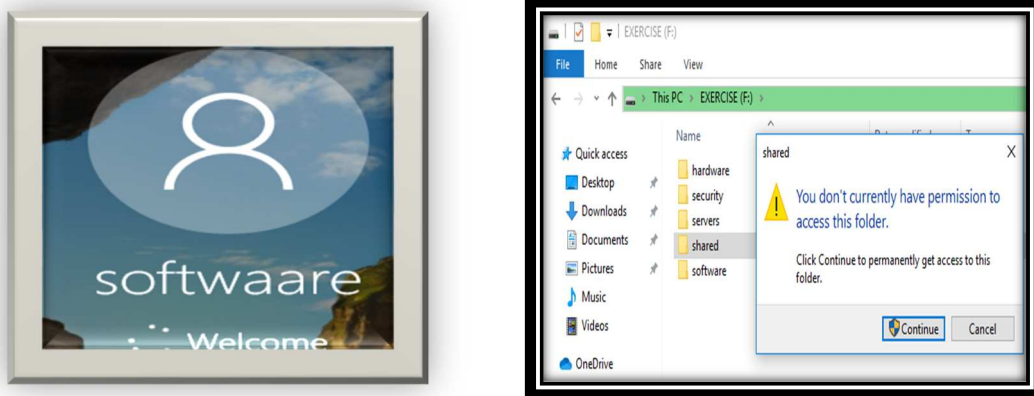 softwaare
Welcome
EXERCISE (F:)
File Home Share View
This PC > EXERCISE (F:) >
Name
Quick access
Desktop
Downloads
Documents
Pictures
Music
Videos
OneDrive
hardware
security
servers
shared
software
shared X
You don't currently have permission to
access this folder.
Click Continue to permanently get access to this
folder.
Continue Cancel